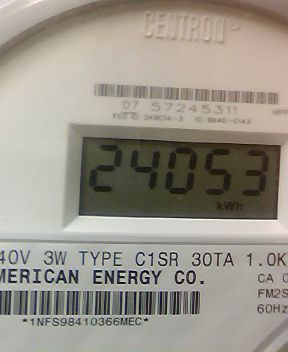 CENTRON®
07 57245311
24053
kWh
40V 3W TYPE C1SR 30TA 1.0K
MERICAN ENERGY CO.
CA 0
FM2S
60Hz
*1NFS98410366MEC*